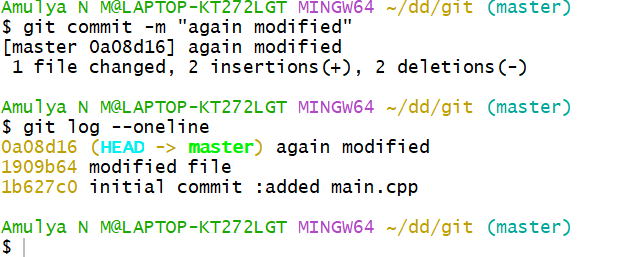 Amulya N M@LAPTOP-KT272LGT MINGW64 ~/dd/git (master)
$ git commit -m "again modified"
[master 0a08d16] again modified
 1 file changed, 2 insertions(+), 2 deletions(-)
Amulya N M@LAPTOP-KT272LGT MINGW64 ~/dd/git (master)
$ git log --oneline
0a08d16 (HEAD -> master) again modified
1909b64 modified file
1b627c0 initial commit :added main.cpp
Amulya N M@LAPTOP-KT272LGT MINGW64 ~/dd/git (master)
$